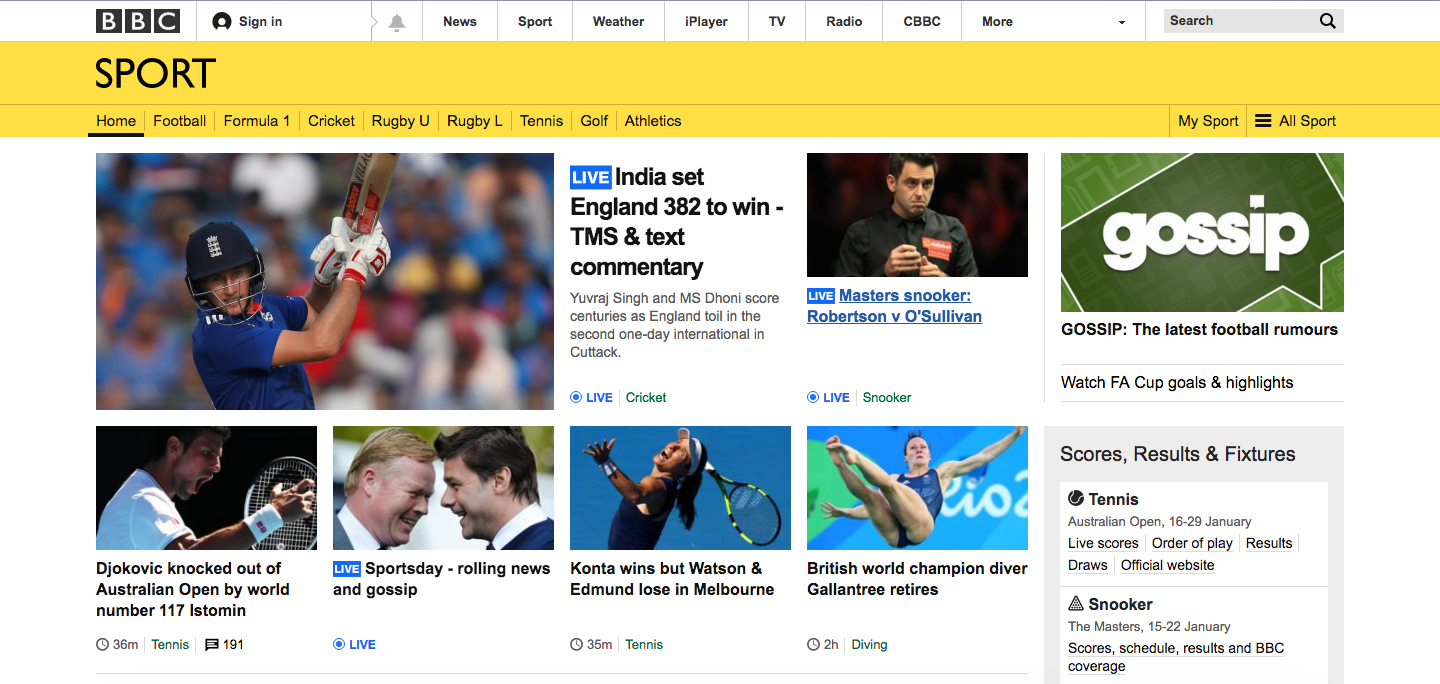 BBC
Sign in
News
Sport
Weather
iPlayer
TV
Radio
CBBC
More
Search
SPORT
Home
Football
Formula 1
Cricket
Rugby U
Rugby L
Tennis
Golf
Athletics
My Sport
All Sport
LIVE India set
England 382 to win -
TMS & text
commentary
Yuvraj Singh and MS Dhoni score
centuries as England toil in the
second one-day international in
Cuttack.
LIVE Cricket
LIVE Masters snooker:
Robertson v O'Sullivan
LIVE Snooker
gossip
GOSSIP: The latest football rumours
Watch FA Cup goals & highlights
Djokovic knocked out of
Australian Open by world
number 117 Istomin
36m Tennis 191
LIVE Sportsday - rolling news
and gossip
LIVE
Konta wins but Watson &
Edmund lose in Melbourne
35m Tennis
rio2
British world champion diver
Gallantree retires
2h Diving
Scores, Results & Fixtures
Tennis
Australian Open, 16-29 January
Live scores Order of play Results
Draws Official website
Snooker
The Masters, 15-22 January
Scores, schedule, results and BBC
coverage